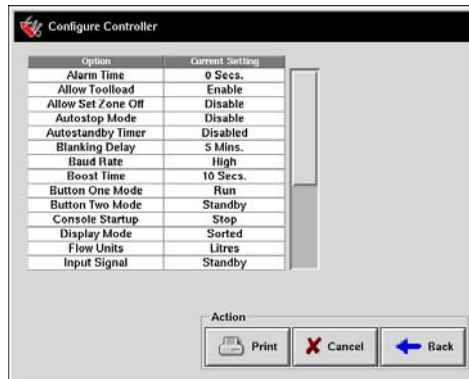 Configure Controller
Option Current Setting
Alarm Time 0 Secs.
Allow Toolload Enable
Allow Set Zone Off Disable
Autostop Mode Disable
Autostandby Timer Disabled
Blanking Delay 5 Mins.
Baud Rate High
Boost Time 10 Secs.
Button One Mode Run
Button Two Mode Standby
Console Startup Stop
Display Mode Sorted
Flow Units Litres
Input Signal Standby
Action
Print Cancel Back